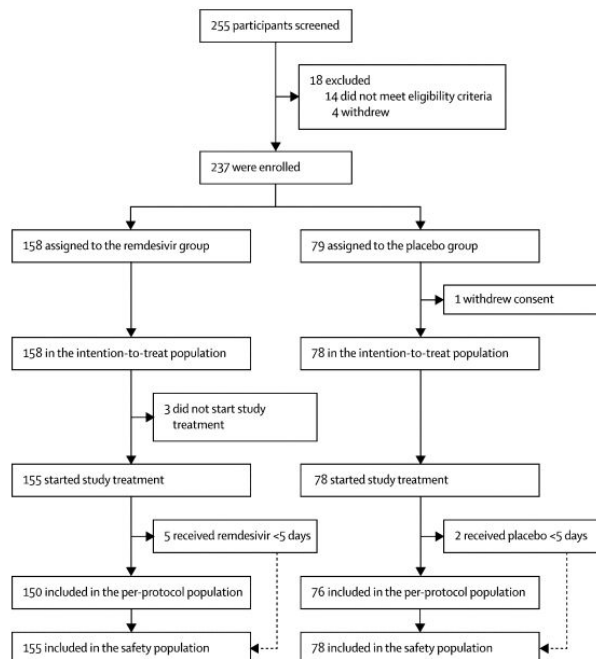 255 participants screened
18 excluded
14 did not meet eligibility criteria
4 withdrew
237 were enrolled
158 assigned to the remdesivir group
79 assigned to the placebo group
1 withdrew consent
158 in the intention-to-treat population
78 in the intention-to-treat population
3 did not start study
treatment
155 started study treatment
78 started study treatment
5 received remdesivir <5 days
2 received placebo <5 days
150 included in the per-protocol population
76 included in the per-protocol population
155 included in the safety population
78 included in the safety population